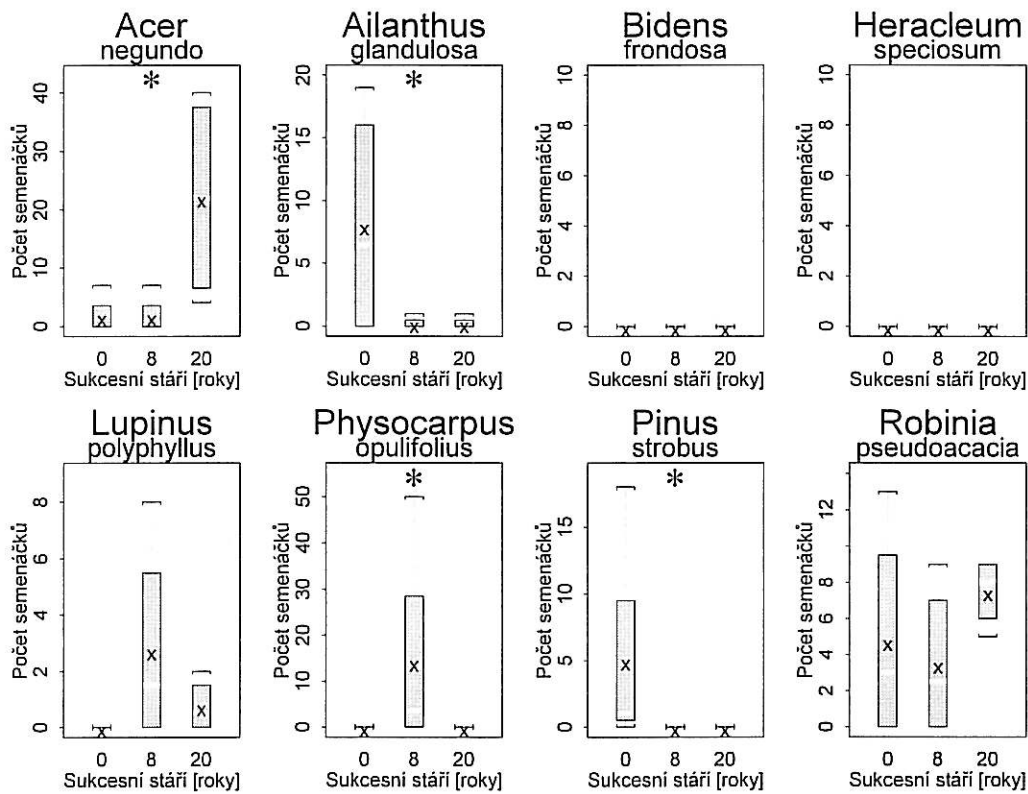 Acer
negundo
*
Počet semenáčků
40
30
20
10
0
x x x
0 8 20
Sukcesní stáří [roky]
Ailanthus
glandulosa
*
Počet semenáčků
20
15
10
5
0
x x x
0 8 20
Sukcesní stáří [roky]
Bidens
frondosa
Počet semenáčků
10
8
6
4
2
0
x x x
0 8 20
Sukcesní stáří [roky]
Heracleum
speciosum
Počet semenáčků
10
8
6
4
2
0
x x x
0 8 20
Sukcesní stáří [roky]
Lupinus
polyphyllus
Počet semenáčků
8
6
4
2
0
x x x
0 8 20
Sukcesní stáří [roky]
Physocarpus
opulifolius
*
Počet semenáčků
50
40
30
20
10
0
x x x
0 8 20
Sukcesní stáří [roky]
Pinus
strobus
*
Počet semenáčků
15
10
5
0
x x x
0 8 20
Sukcesní stáří [roky]
Robinia
pseudoacacia
Počet semenáčků
12
10
8
6
4
2
0
x x x
0 8 20
Sukcesní stáří [roky]